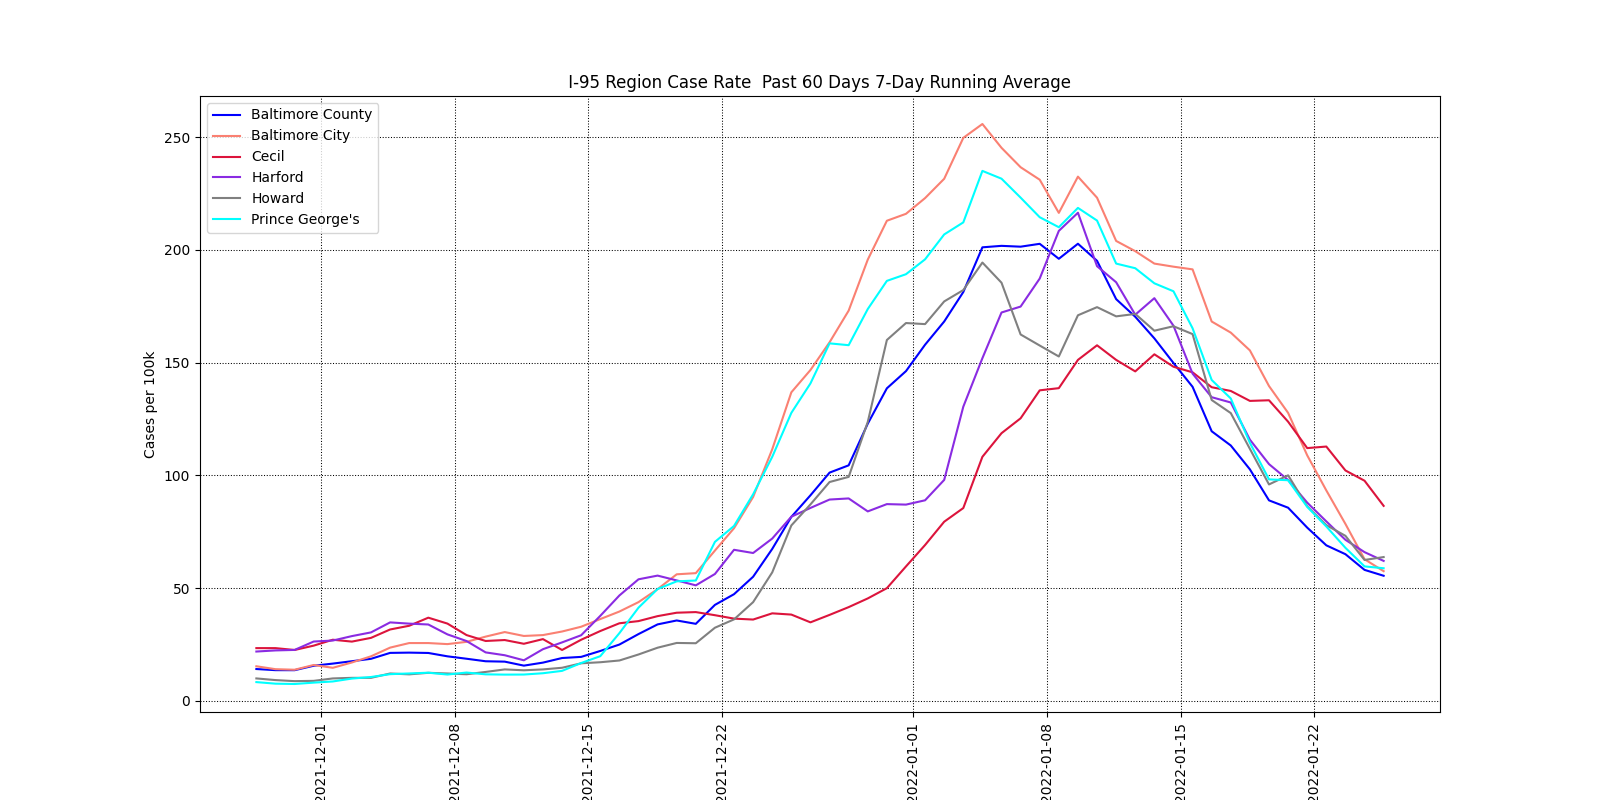 I-95 Region Case Rate  Past 60 Days 7-Day Running Average
Baltimore County
Baltimore City
Cecil
Harford
Howard
Prince George's
Cases per 100k
250
200
150
100
50
0
2021-12-01
2021-12-08
2021-12-15
2021-12-22
2022-01-01
2022-01-08
2022-01-15
2022-01-22